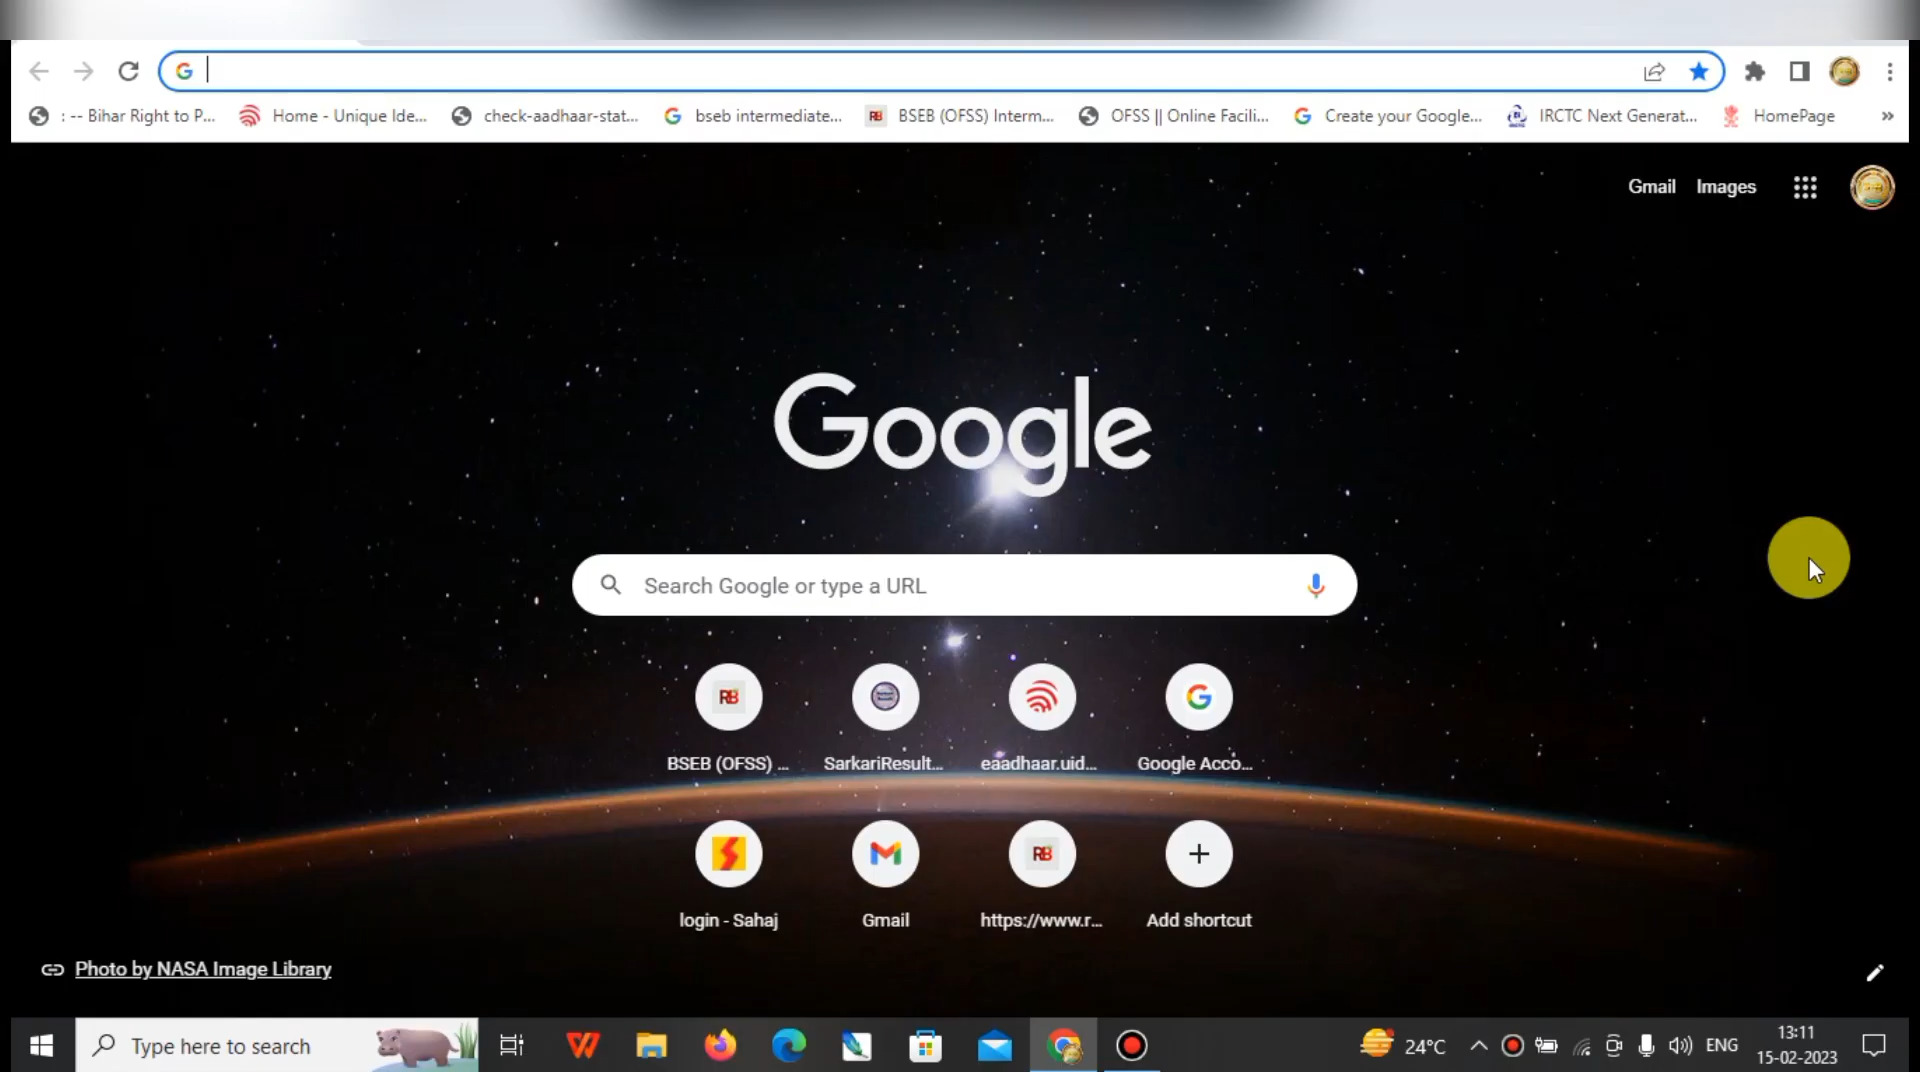 : -- Bihar Right to P...
Home - Unique Ide...
check-aadhaar-stat...
bseb intermediate...
BSEB (OFSS) Interm...
OFSS || Online Facili...
Create your Google...
IRCTC Next Generat...
HomePage
»
Gmail
Images
Google
Search Google or type a URL
BSEB (OFSS) ...
SarkariResult...
eaadhaar.uid...
Google Acco...
login - Sahaj
Gmail
https://www.r...
Add shortcut
Photo by NASA Image Library
Type here to search
24°C
ENG
13:11
15-02-2023